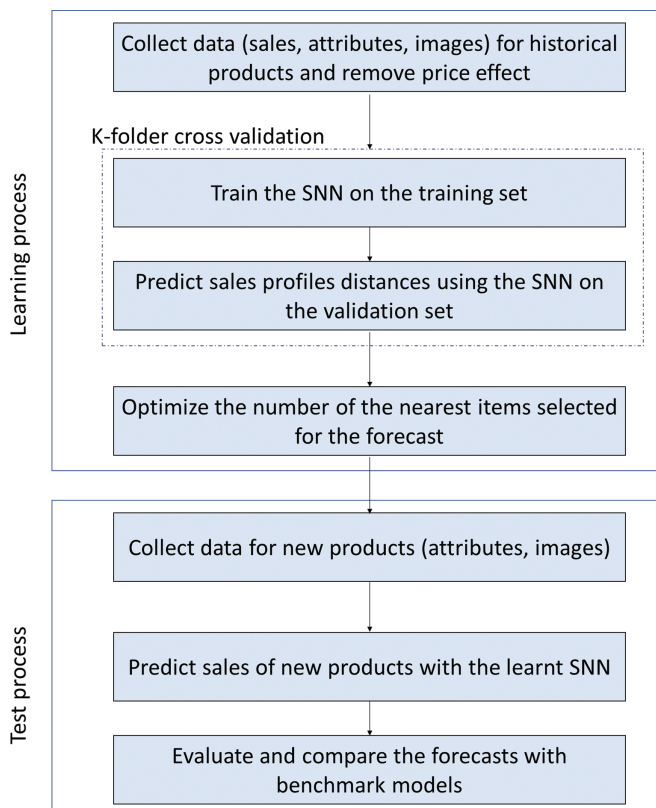 Collect data (sales, attributes, images) for historical
products and remove price effect
K-folder cross validation
Train the SNN on the training set
Predict sales profiles distances using the SNN on
the validation set
Optimize the number of the nearest items selected
for the forecast
Learning process
Collect data for new products (attributes, images)
Predict sales of new products with the learnt SNN
Evaluate and compare the forecasts with
benchmark models
Test process